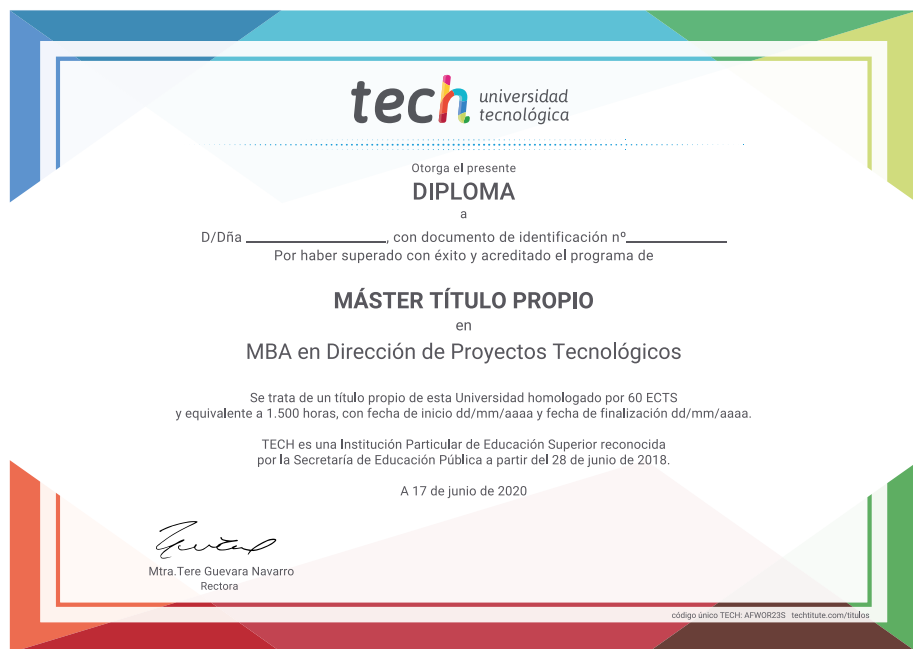 tech universidad
tecnológica
Otorga el presente
DIPLOMA
a
D/Dña ______________, con documento de identificación nº__________
Por haber superado con éxito y acreditado el programa de
MÁSTER TÍTULO PROPIO
en
MBA en Dirección de Proyectos Tecnológicos
Se trata de un título propio de esta Universidad homologado por 60 ECTS
y equivalente a 1.500 horas, con fecha de inicio dd/mm/aaaa y fecha de finalización dd/mm/aaaa.
TECH es una Institución Particular de Educación Superior reconocida
por la Secretaría de Educación Pública a partir del 28 de junio de 2018.
A 17 de junio de 2020
Mtra.Tere Guevara Navarro
Rectora
código único TECH: AFWOR23S techtitute.com/titulos